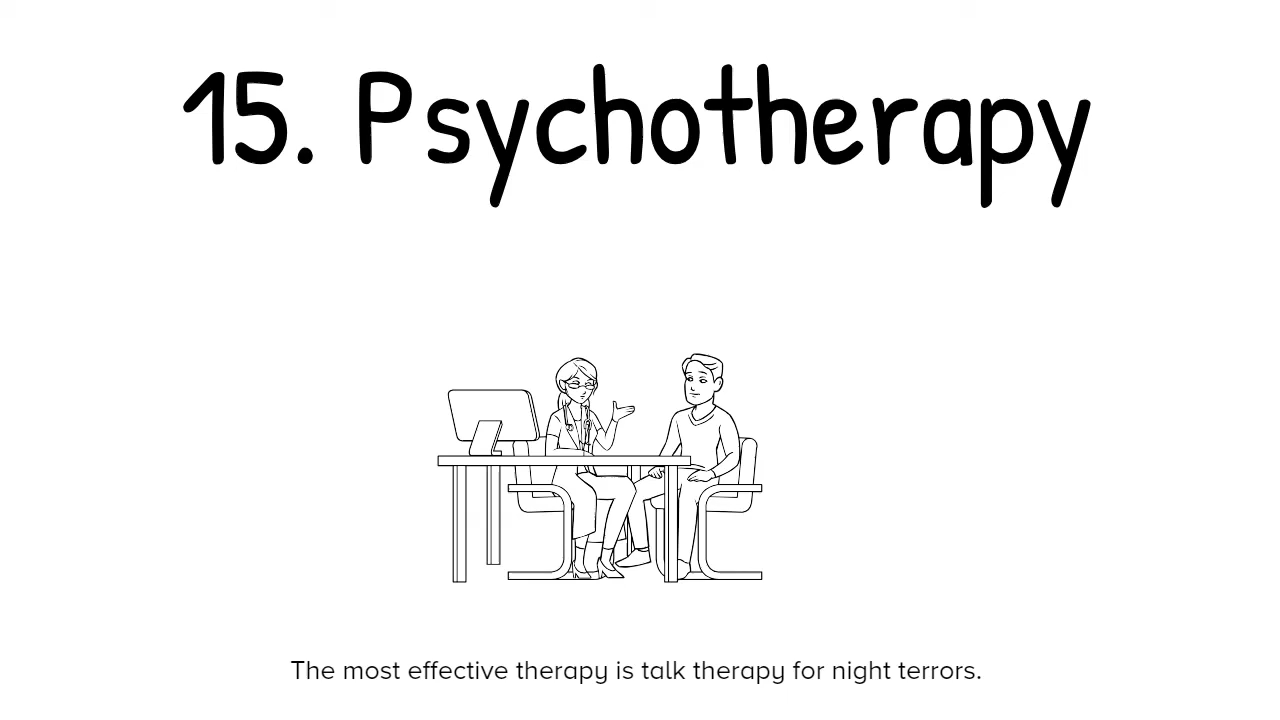 15. Psychotherapy
The most effective therapy is talk therapy for night terrors.